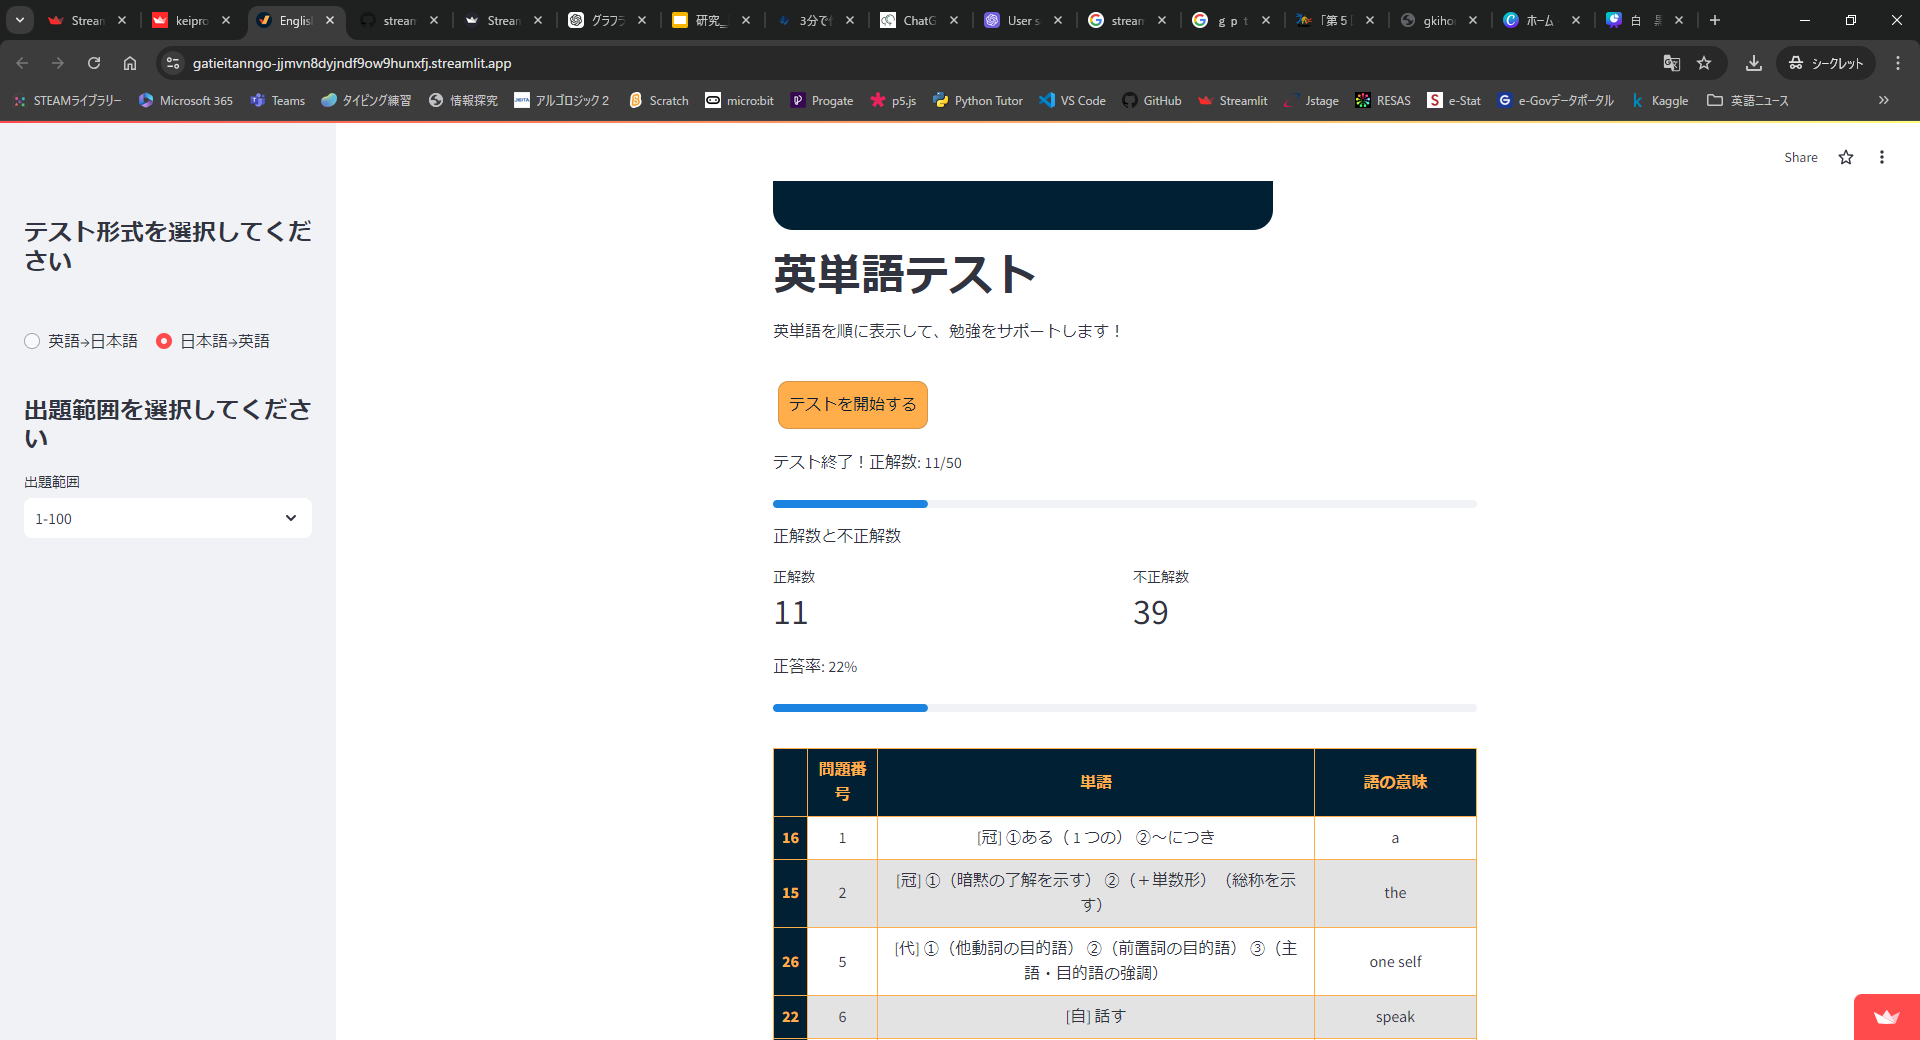 Stream
keipro
English
stream
Stream
グラフラ
研究_
3分で
ChatG
User s
stream
ｇｐｔ
「第５
gkiho
ホーム
白
gatieitanngo-jjmvn8dyjndf9ow9hunxfj.streamlit.app
シークレット
STEAMライブラリー
Microsoft 365
Teams
タイピング練習
情報探究
アルゴロジック２
Scratch
micro:bit
Progate
p5.js
Python Tutor
VS Code
GitHub
Streamlit
Jstage
RESAS
e-Stat
e-Govデータポータル
Kaggle
英語ニュース
Share
テスト形式を選択してくだ
さい
英語→日本語
日本語→英語
出題範囲を選択してくださ
い
出題範囲
1-100
英単語テスト
英単語を順に表示して、勉強をサポートします！
テストを開始する
テスト終了！正解数: 11/50
正解数と不正解数
正解数
不正解数
11
39
正答率: 22%
問題番
号
単語
語の意味
16
1
[冠] ①ある（１つの） ②～につき
a
15
2
[冠] ①（暗黙の了解を示す） ②（＋単数形）（総称を示
す）
the
26
5
[代] ①（他動詞の目的語） ②（前置詞の目的語） ③（主
語・目的語の強調）
one self
22
6
[自] 話す
speak